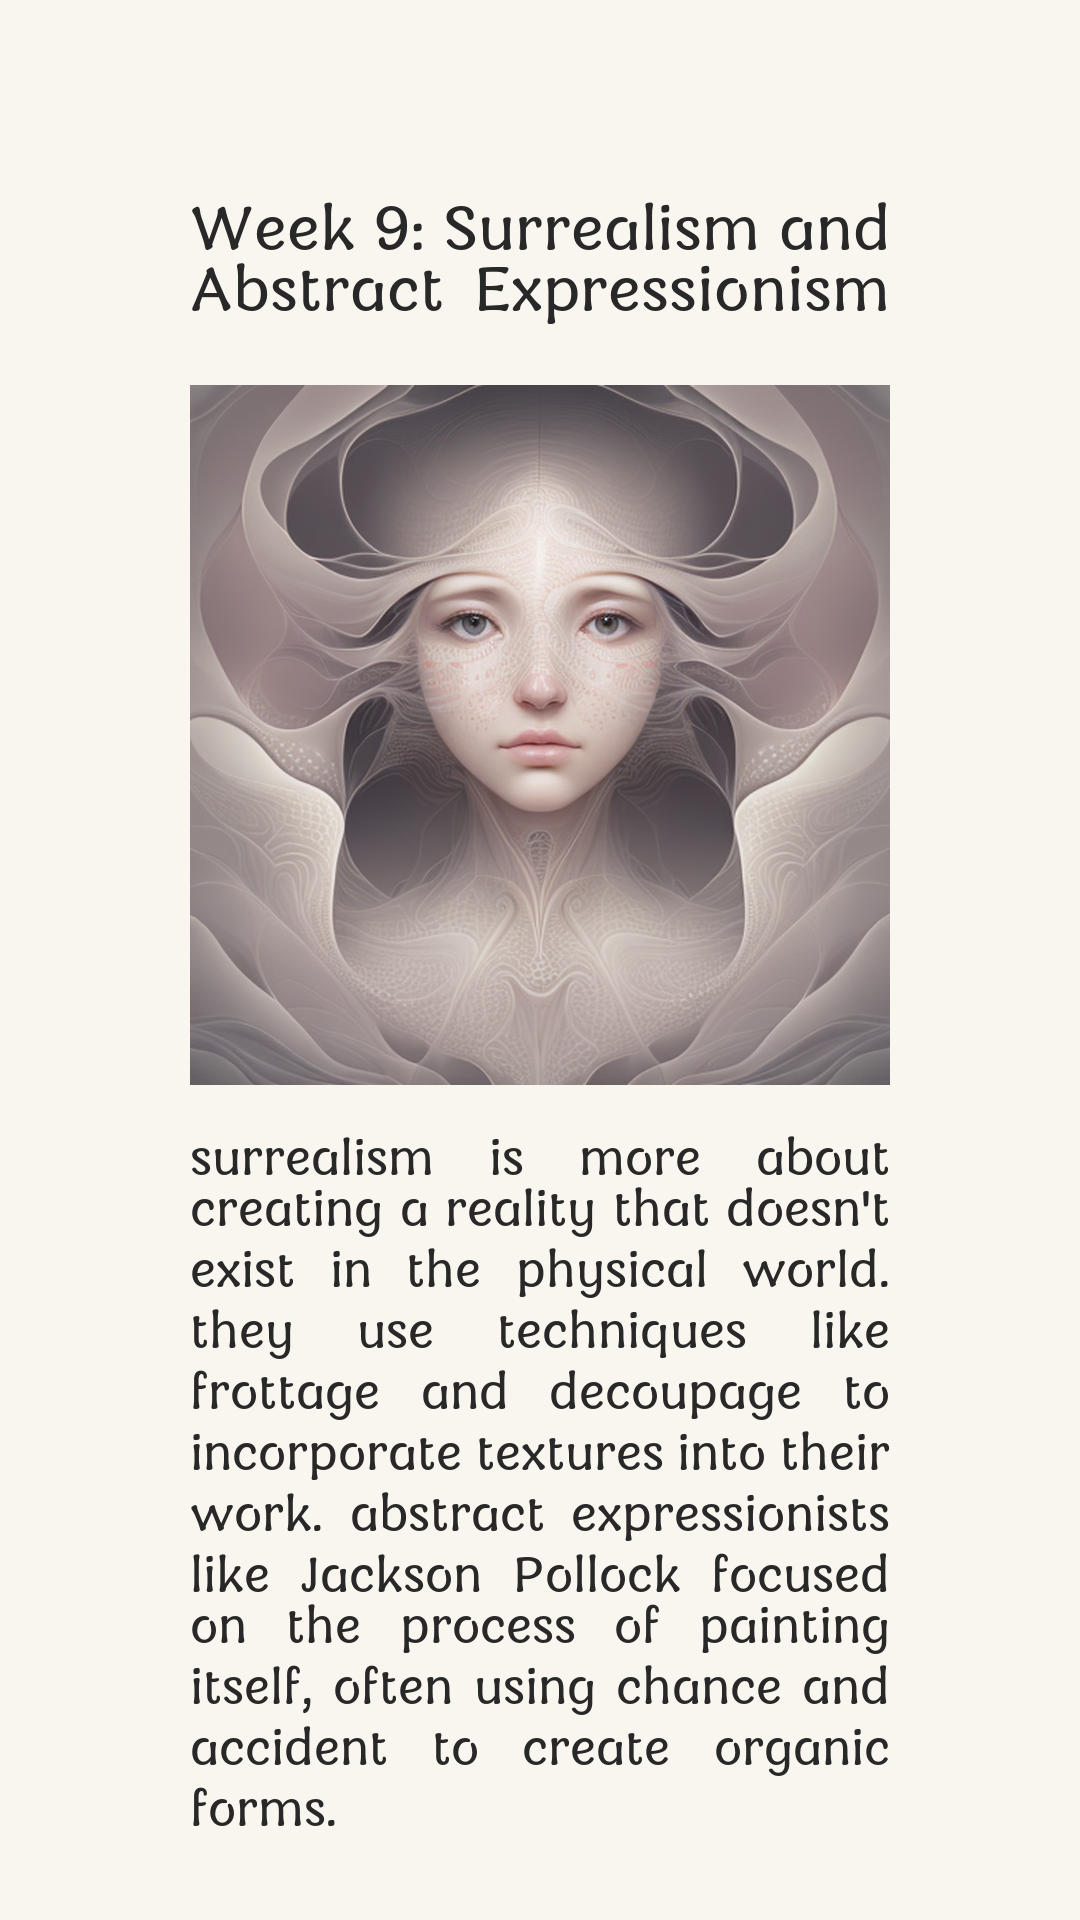 Week 9: Surrealism and
Abstract Expressionism
surrealism is more about
creating a reality that doesn't
exist in the physical world.
they use techniques like
frottage and decoupage to
incorporate textures into their
work. abstract expressionists
like Jackson Pollock focused
on the process of painting
itself, often using chance and
accident to create organic
forms.